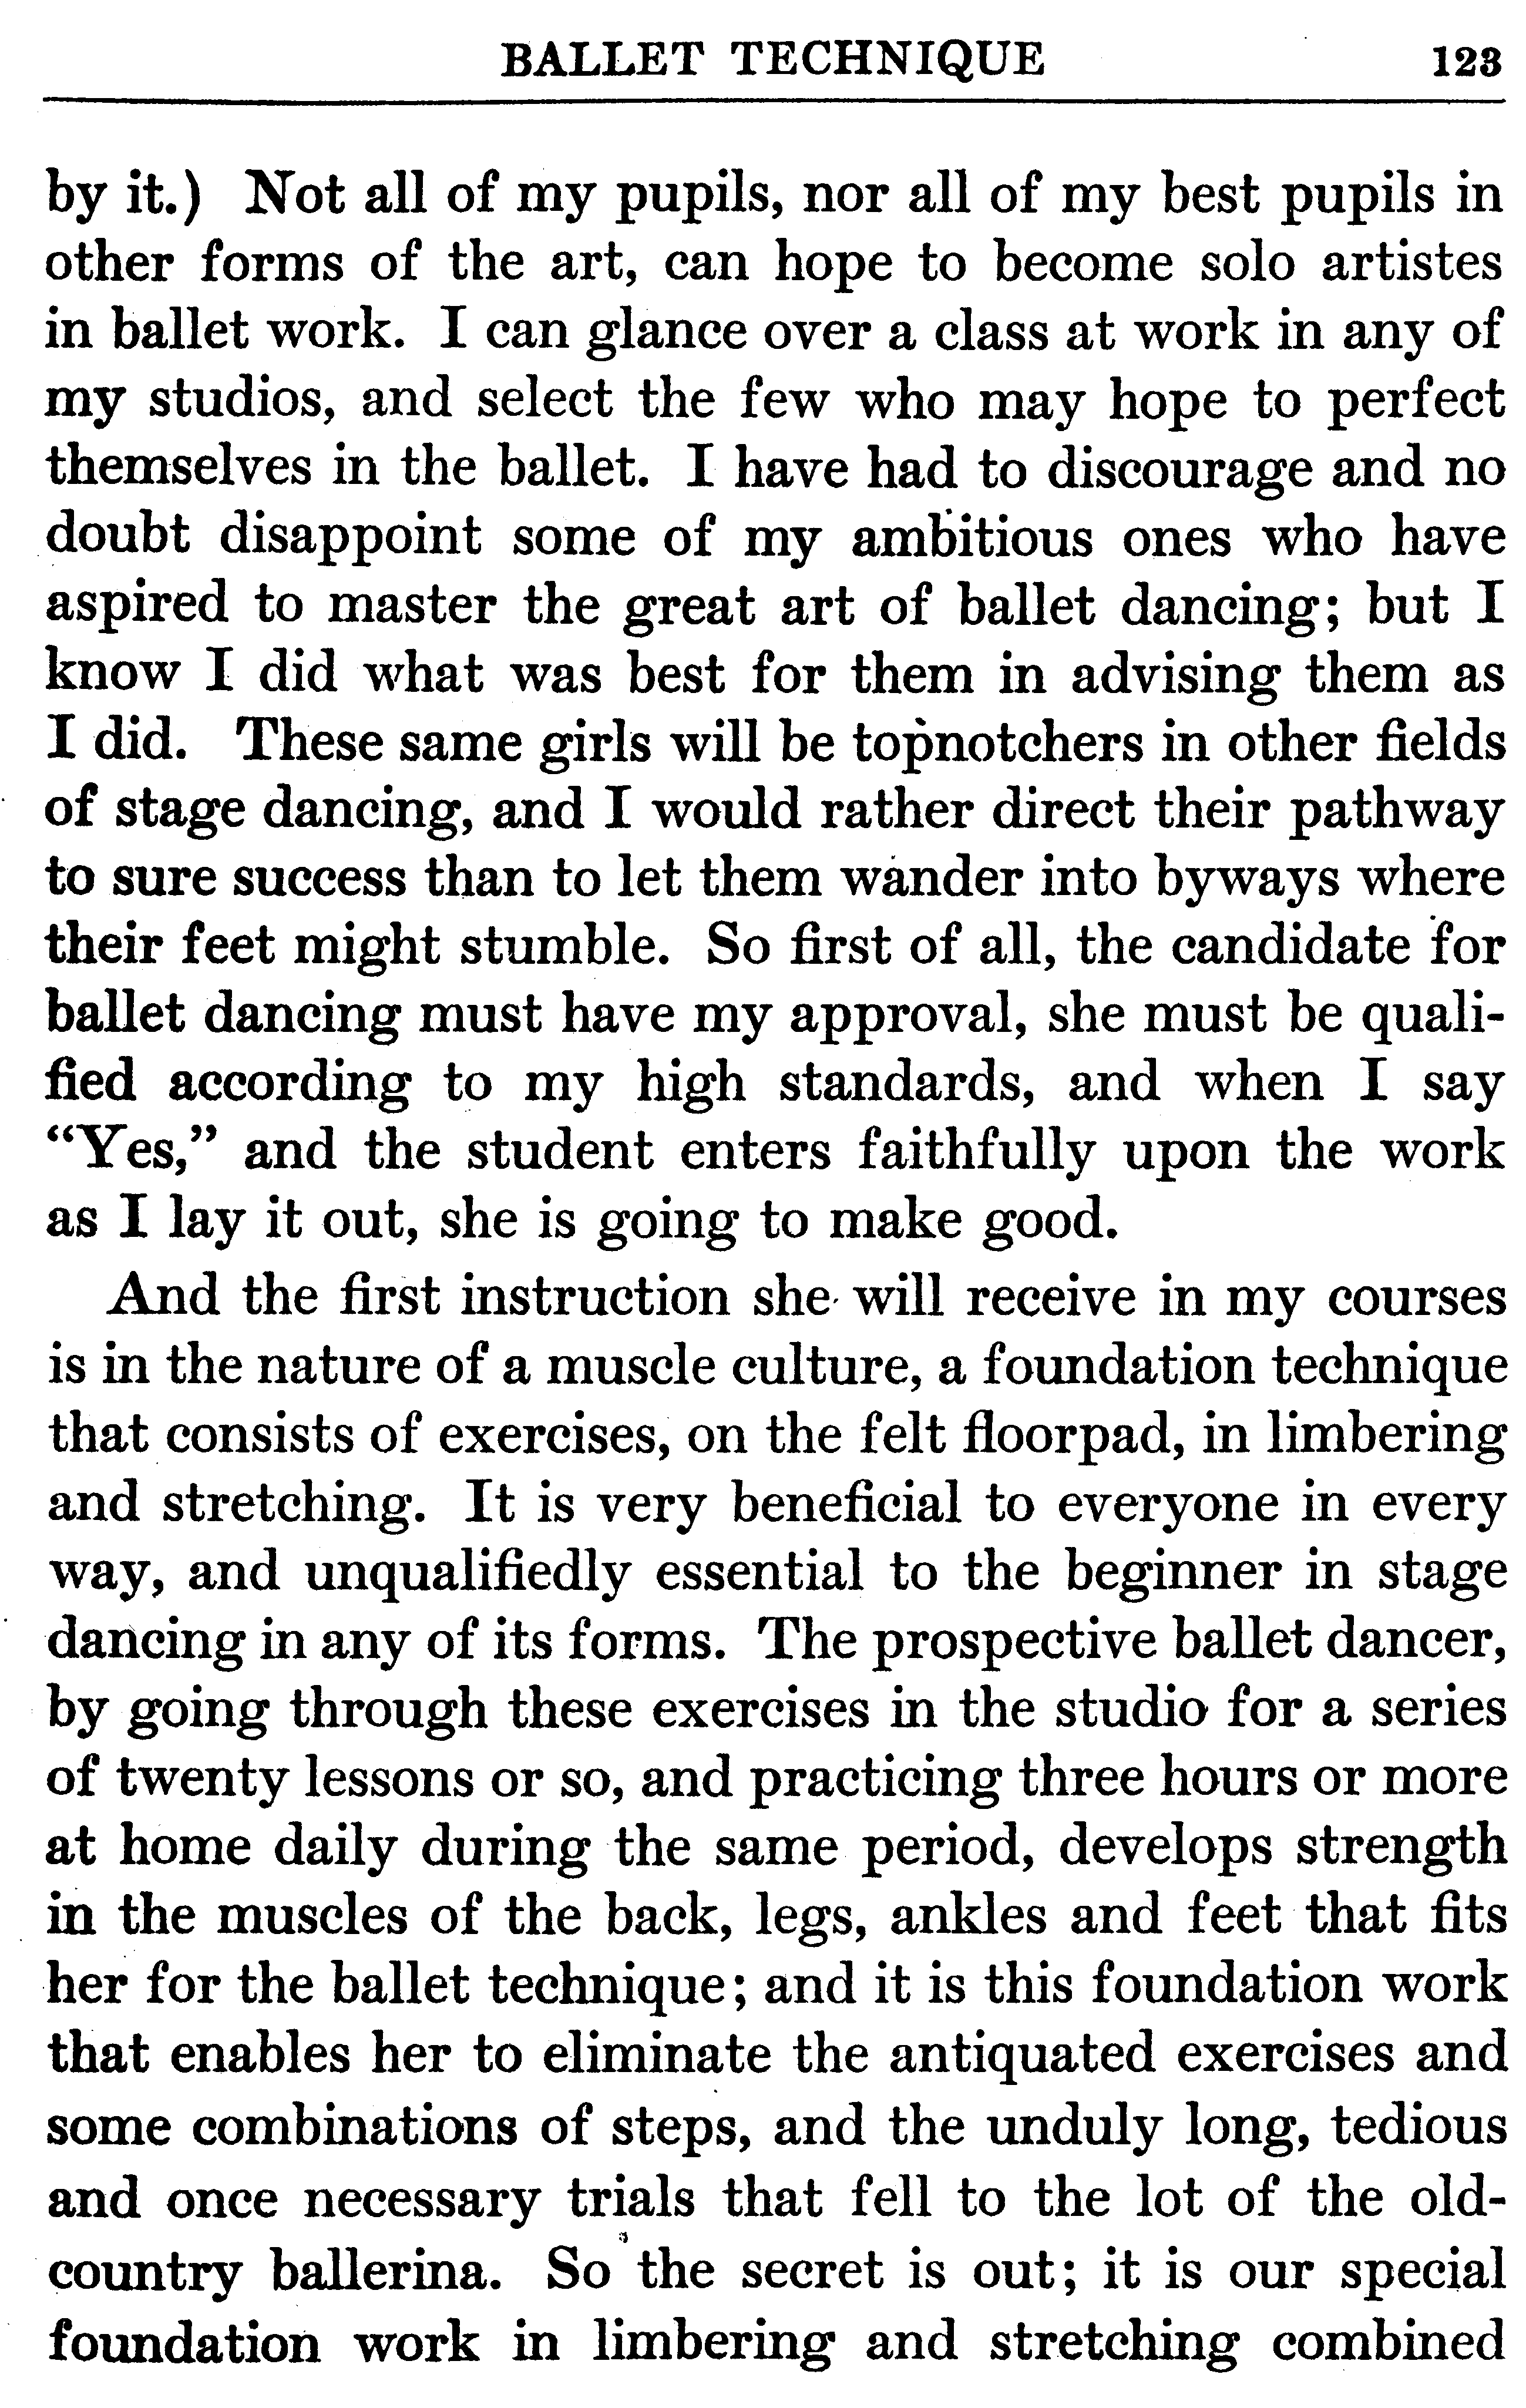 BALLET TECHNIQUE 123
by it.) Not all of my pupils, nor all of my best pupils in
other forms of the art, can hope to become solo artistes
in ballet work. I can glance over a class at work in any of
my studios, and select the few who may hope to perfect
themselves in the ballet. I have had to discourage and no
doubt disappoint some of my ambitious ones who have
aspired to master the great art of ballet dancing; but I
know I did what was best for them in advising them as
I did. These same girls will be topnotchers in other fields
of stage dancing, and I would rather direct their pathway
to sure success than to let them wander into byways where
their feet might stumble. So first of all, the candidate for
ballet dancing must have my approval, she must be quali-
fied according to my high standards, and when I say
“Yes,” and the student enters faithfully upon the work
as I lay it out, she is going to make good.
And the first instruction she will receive in my courses
is in the nature of a muscle culture, a foundation technique
that consists of exercises, on the felt floorpad, in limbering
and stretching. It is very beneficial to everyone in every
way, and unqualifiedly essential to the beginner in stage
dancing in any of its forms. The prospective ballet dancer,
by going through these exercises in the studio for a series
of twenty lessons or so, and practicing three hours or more
at home daily during the same period, develops strength
in the muscles of the back, legs, ankles and feet that fits
her for the ballet technique; and it is this foundation work
that enables her to eliminate the antiquated exercises and
some combinations of steps, and the unduly long, tedious
and once necessary trials that fell to the lot of the old-
country ballerina. So the secret is out; it is our special
foundation work in limbering and stretching combined